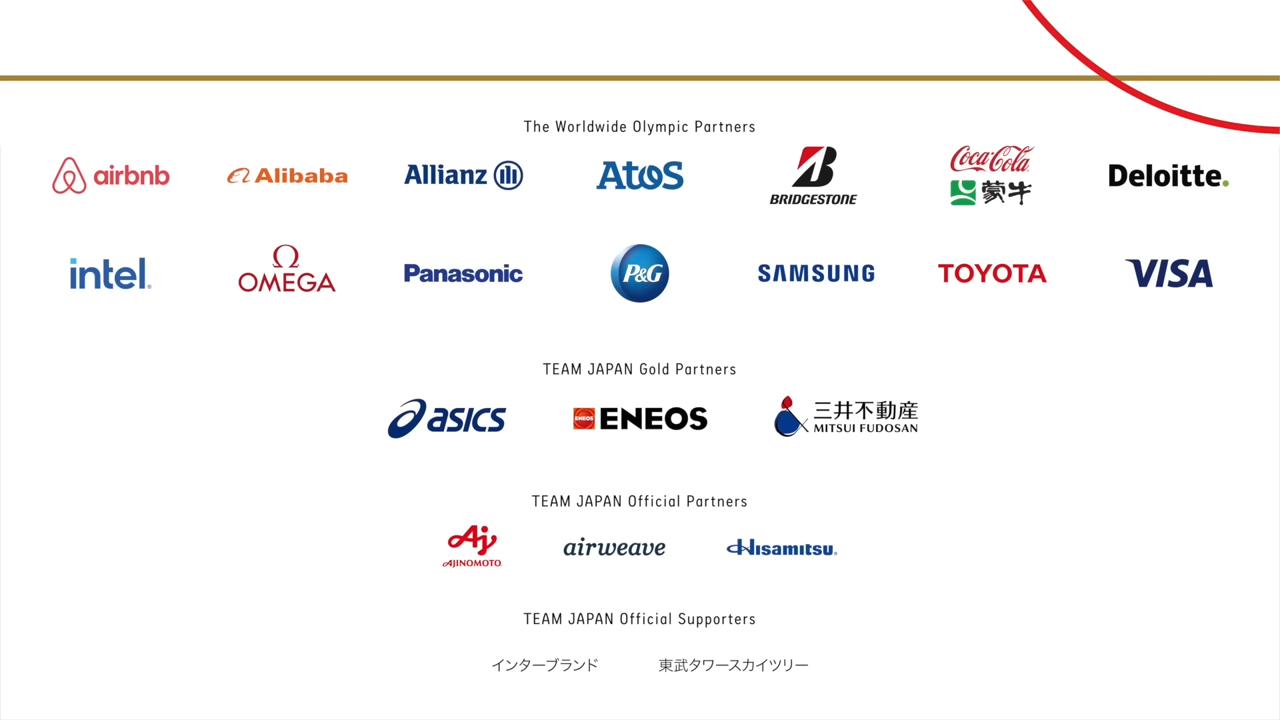 The Worldwide Olympic Partners
airbnb Alibaba Allianz Atos BRIDGESTONE Coca-Cola 蒙牛 Deloitte.
intel. OMEGA Panasonic P&G SAMSUNG TOYOTA VISA
TEAM JAPAN Gold Partners
asics ENEOS ENEOS 三井不動産
MITSUI FUDOSAN
TEAM JAPAN Official Partners
Aj AJINOMOTO airweave Hisamitsu
TEAM JAPAN Official Supporters
インターブランド 東武タワースカイツリー